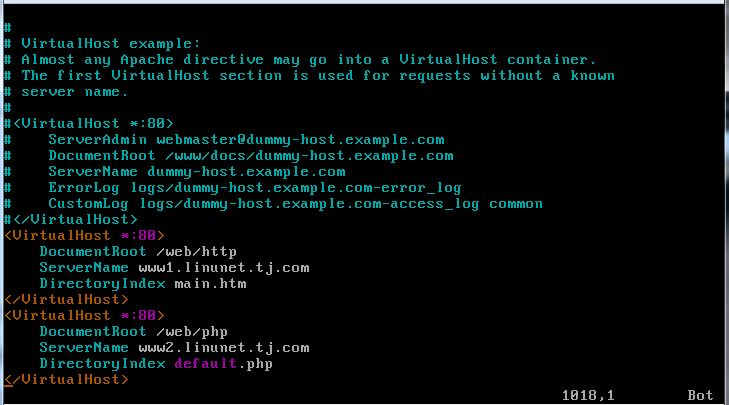 #
# VirtualHost example:
# Almost any Apache directive may go into a VirtualHost container.
# The first VirtualHost section is used for requests without a known
# server name.
#
#<VirtualHost *:80>
#    ServerAdmin webmaster@dummy-host.example.com
#    DocumentRoot /www/docs/dummy-host.example.com
#    ServerName dummy-host.example.com
#    ErrorLog logs/dummy-host.example.com-error_log
#    CustomLog logs/dummy-host.example.com-access_log common
#</VirtualHost>
<VirtualHost *:80>
    DocumentRoot /web/http
    ServerName www1.linunet.tj.com
    DirectoryIndex main.htm
</VirtualHost>
<VirtualHost *:80>
    DocumentRoot /web/php
    ServerName www2.linunet.tj.com
    DirectoryIndex default.php
</VirtualHost>
1018,1 Bot